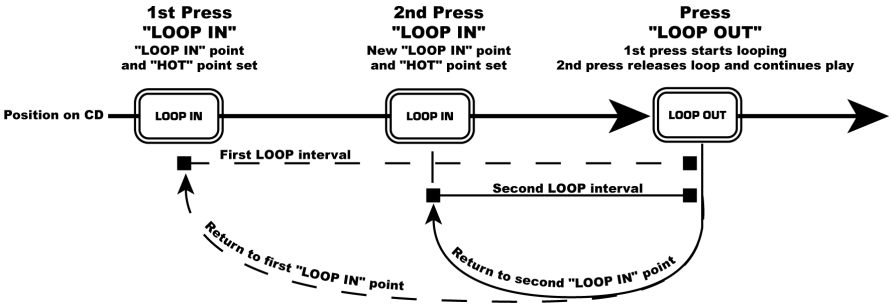 1st Press
"LOOP IN"
"LOOP IN" point
and "HOT" point set
2nd Press
"LOOP IN"
New "LOOP IN" point
and "HOT" point set
Press
"LOOP OUT"
1st press starts looping
2nd press releases loop and continues play
Position on CD
LOOP IN
LOOP IN
LOOP OUT
First LOOP interval
Second LOOP interval
Return to first "LOOP IN" point
Return to second "LOOP IN" point